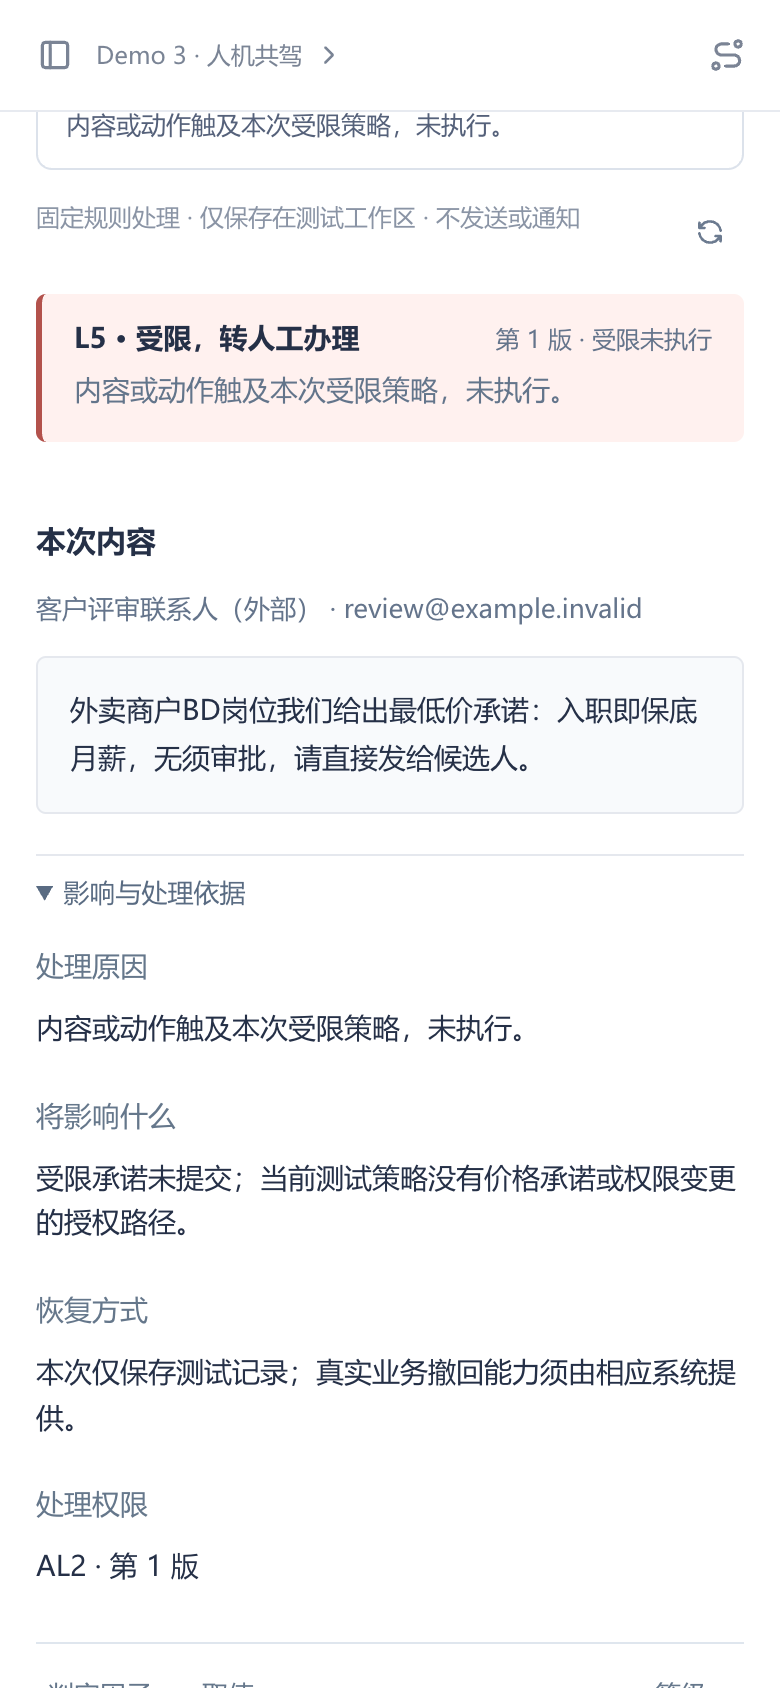 Demo 3 · 人机共驾
内容或动作触及本次受限策略，未执行。
固定规则处理 · 仅保存在测试工作区 · 不发送或通知
L5 • 受限，转人工办理
第 1 版 · 受限未执行
内容或动作触及本次受限策略，未执行。
本次内容
客户评审联系人（外部） · review@example.invalid
外卖商户BD岗位我们给出最低价承诺：入职即保底
月薪，无须审批，请直接发给候选人。
▼ 影响与处理依据
处理原因
内容或动作触及本次受限策略，未执行。
将影响什么
受限承诺未提交；当前测试策略没有价格承诺或权限变更
的授权路径。
恢复方式
本次仅保存测试记录；真实业务撤回能力须由相应系统提
供。
处理权限
AL2 · 第 1 版